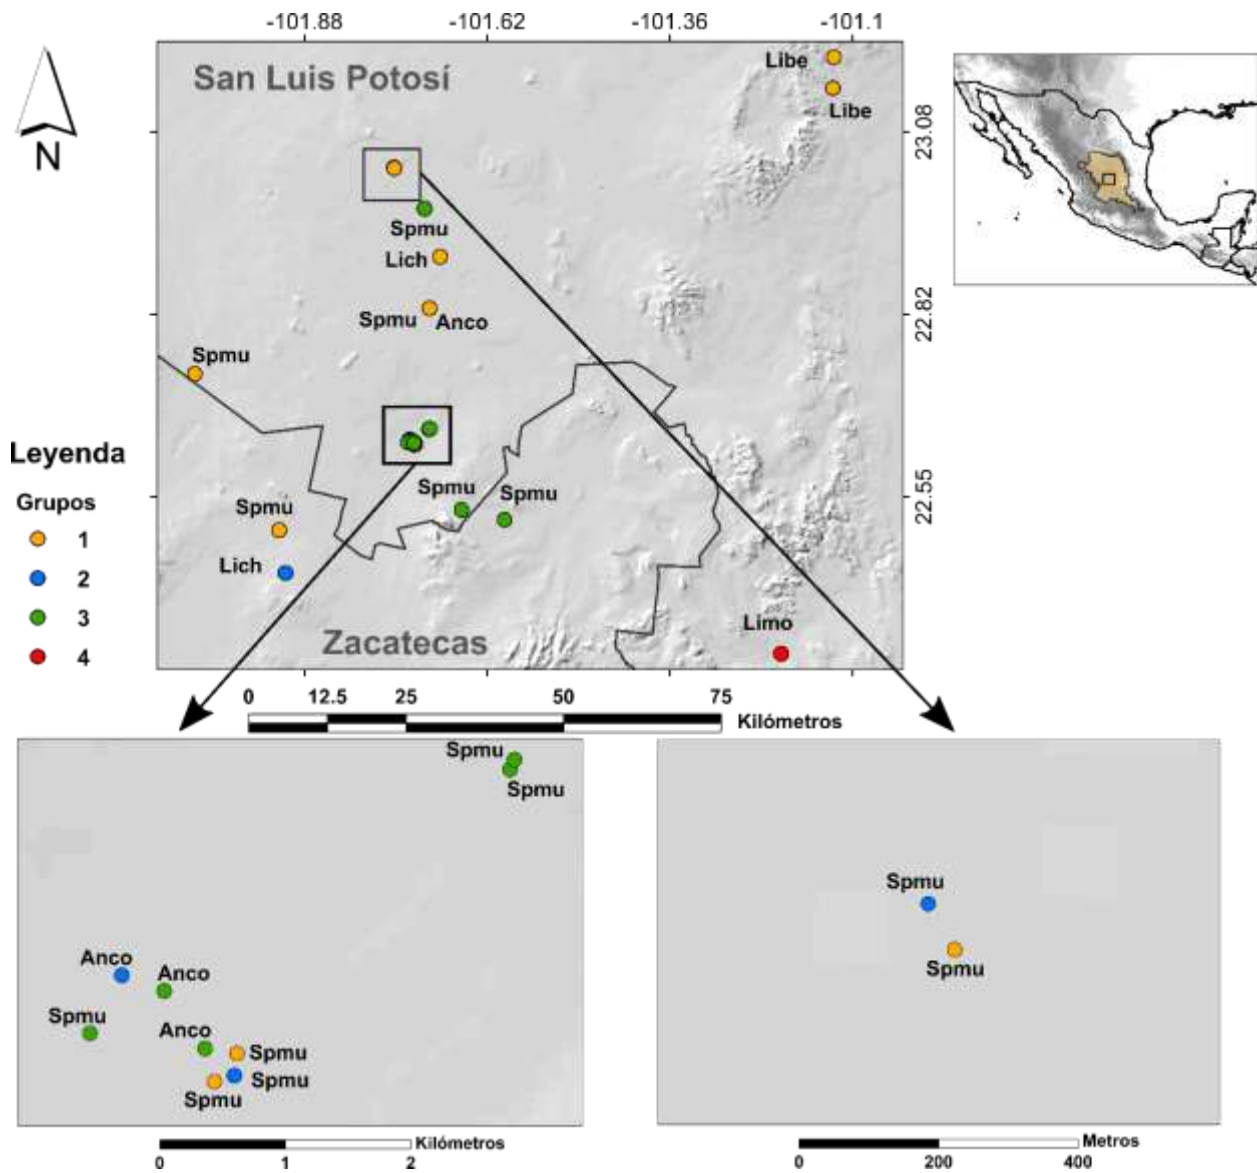 -101.88 -101.62 -101.36 -101.1
San Luis Potosí
Libe
Libe
N
23.08
Spmu
Lich
Spmu Anco
22.82
Spmu
Leyenda
Grupos
1
2
3
4
Spmu
Spmu
Spmu
22.55
Lich
Zacatecas
Limo
0 12.5 25 50 75
Kilómetros
Spmu
Spmu
Anco
Anco
Spmu
Anco
Spmu
Spmu
Spmu
Kilómetros
0 1 2
Spmu
Spmu
Metros
0 200 400